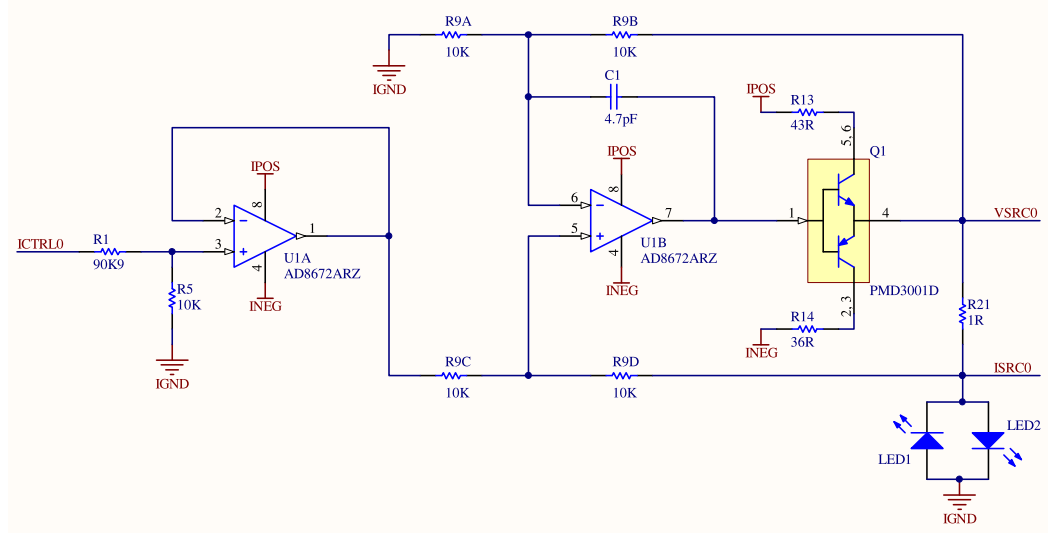 R9A
10K
R9B
10K
IGND
C1
4.7pF
IPOS
R13
43R
5, 6
Q1
IPOS
8
2
3
1
4
U1A
AD8672ARZ
INEG
ICTRL0
R1
90K9
R5
10K
IGND
IPOS
8
6
5
7
4
U1B
AD8672ARZ
INEG
1
4
VSRC0
PMD3001D
2, 3
R14
36R
INEG
R21
1R
R9C
10K
R9D
10K
ISRC0
LED1
LED2
IGND